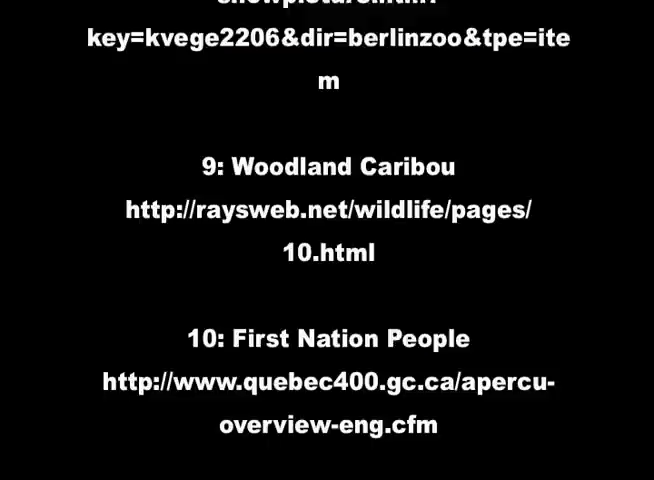 key=kvege2206&dir=berlinzoo&tpe=ite
m
9: Woodland Caribou
http://raysweb.net/wildlife/pages/
10.html
10: First Nation People
http://www.quebec400.gc.ca/apercu-
overview-eng.cfm